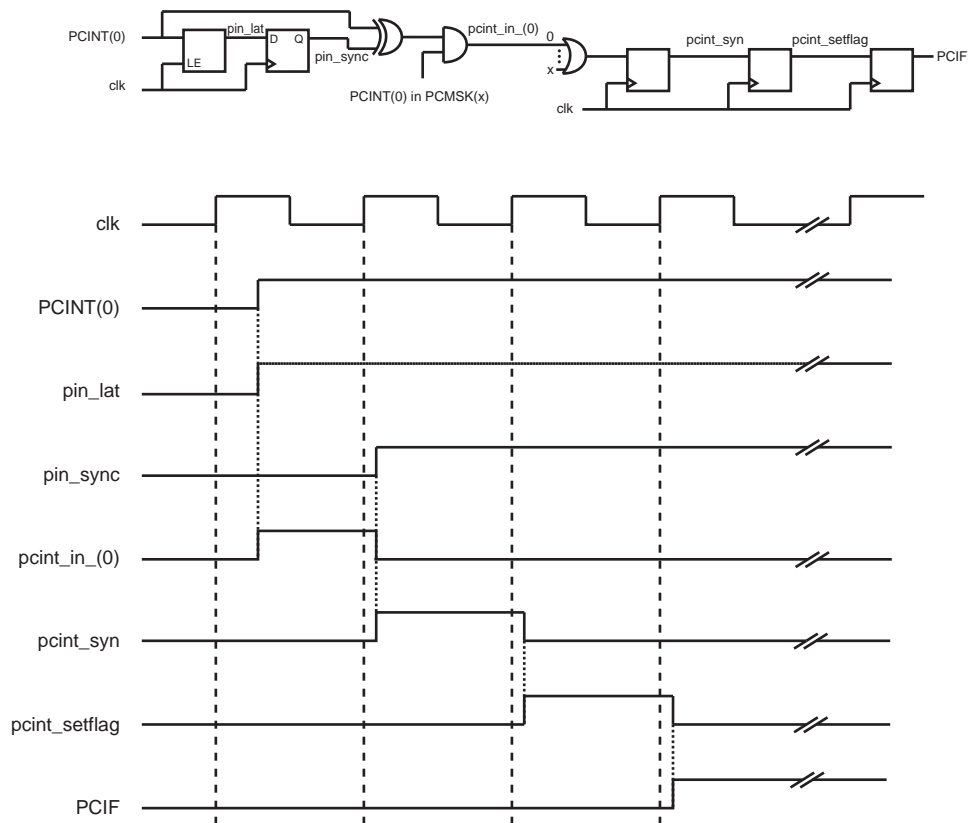 PCINT(0)
pin_lat
D Q
LE
pin_sync
clk
PCINT(0) in PCMSK(x)
pcint_in_(0)
0
x
clk
pcint_syn
pcint_setflag
PCIF
clk
PCINT(0)
pin_lat
pin_sync
pcint_in_(0)
pcint_syn
pcint_setflag
PCIF